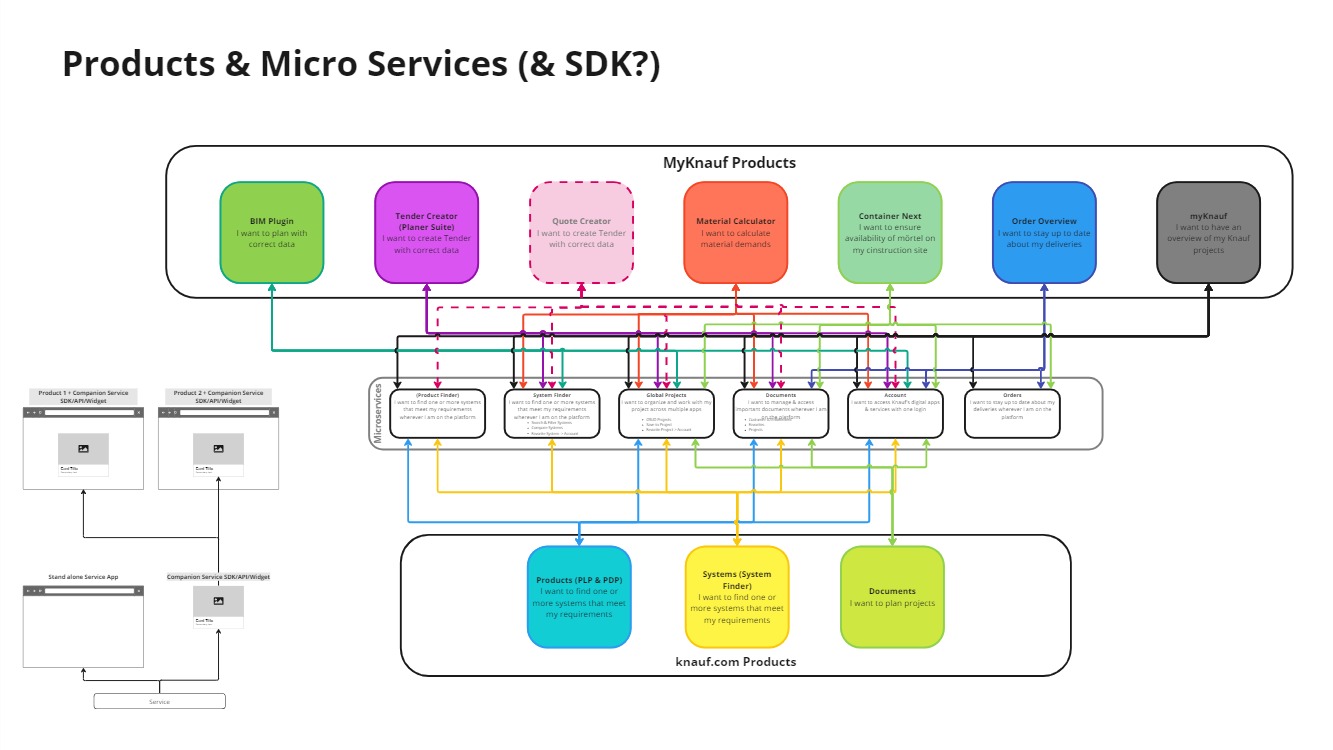 Products & Micro Services (& SDK?)
MyKnauf Products
BIM Plugin
I want to plan with
correct data
Tender Creator
(Planer Suite)
I want to create Tender
with correct data
Quote Creator
I want to create Tender
with correct data
Material Calculator
I want to calculate
material demands
Container Next
I want to ensure
availability of mörtel on
my cinstruction site
Order Overview
I want to stay up to date
about my deliveries
myKnauf
I want to have an
overview of my Knauf
projects
Microservices
(Product Finder)
I want to find one or more systems
that meet my requirements
wherever I am on the platform
System Finder
I want to find one or more systems
that meet my requirements
wherever I am on the platform
Search & Filter Systems
Compare Systems
Favorite System > Account
Global Projects
I want to organize and work with my
project across multiple apps
Save to Project
Favorite Project > Account
Documents
I want to manage & access
important documents wherever I am
on the platform
Favorites
Projects
Account
I want to access Knauf's digital apps
& services with one login
Orders
I want to stay up to date about my
deliveries wherever I am on the
platform
Product 1 + Companion Service
SDK/API/Widget
Card Title
Product 2 + Companion Service
SDK/API/Widget
Card Title
Stand alone Service App
Companion Service SDK/API/Widget
Card Title
Service
Products (PLP & PDP)
I want to find one or
more systems that meet
my requirements
Systems (System
Finder)
I want to find one or
more systems that meet
my requirements
Documents
I want to plan projects
knauf.com Products